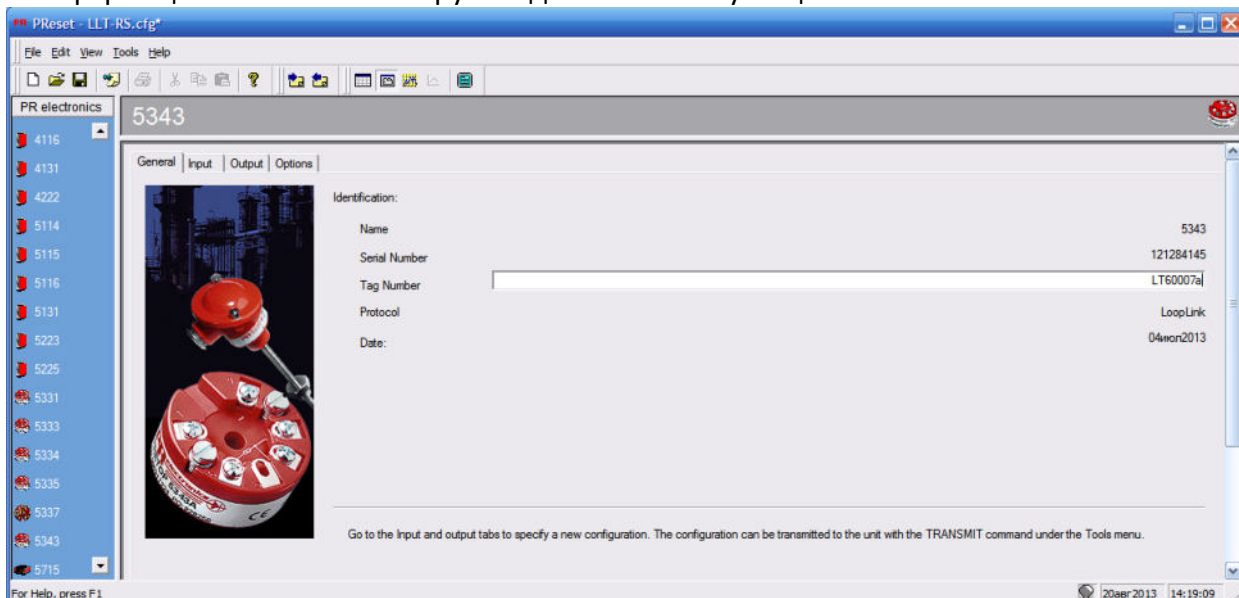 PReset - LLT-RS.cfg*
File Edit View Tools Help
PR electronics
5343
4116
4131
4222
5114
5115
5116
5131
5223
5225
5331
5333
5334
5335
5337
5343
5715
General Input Output Options
Identification:
Name 5343
Serial Number 121284145
Tag Number LT60007a
Protocol LoopLink
Date: 04июл2013
Go to the Input and output tabs to specify a new configuration. The configuration can be transmitted to the unit with the TRANSMIT command under the Tools menu.
For Help, press F1
20авг2013 14:19:09